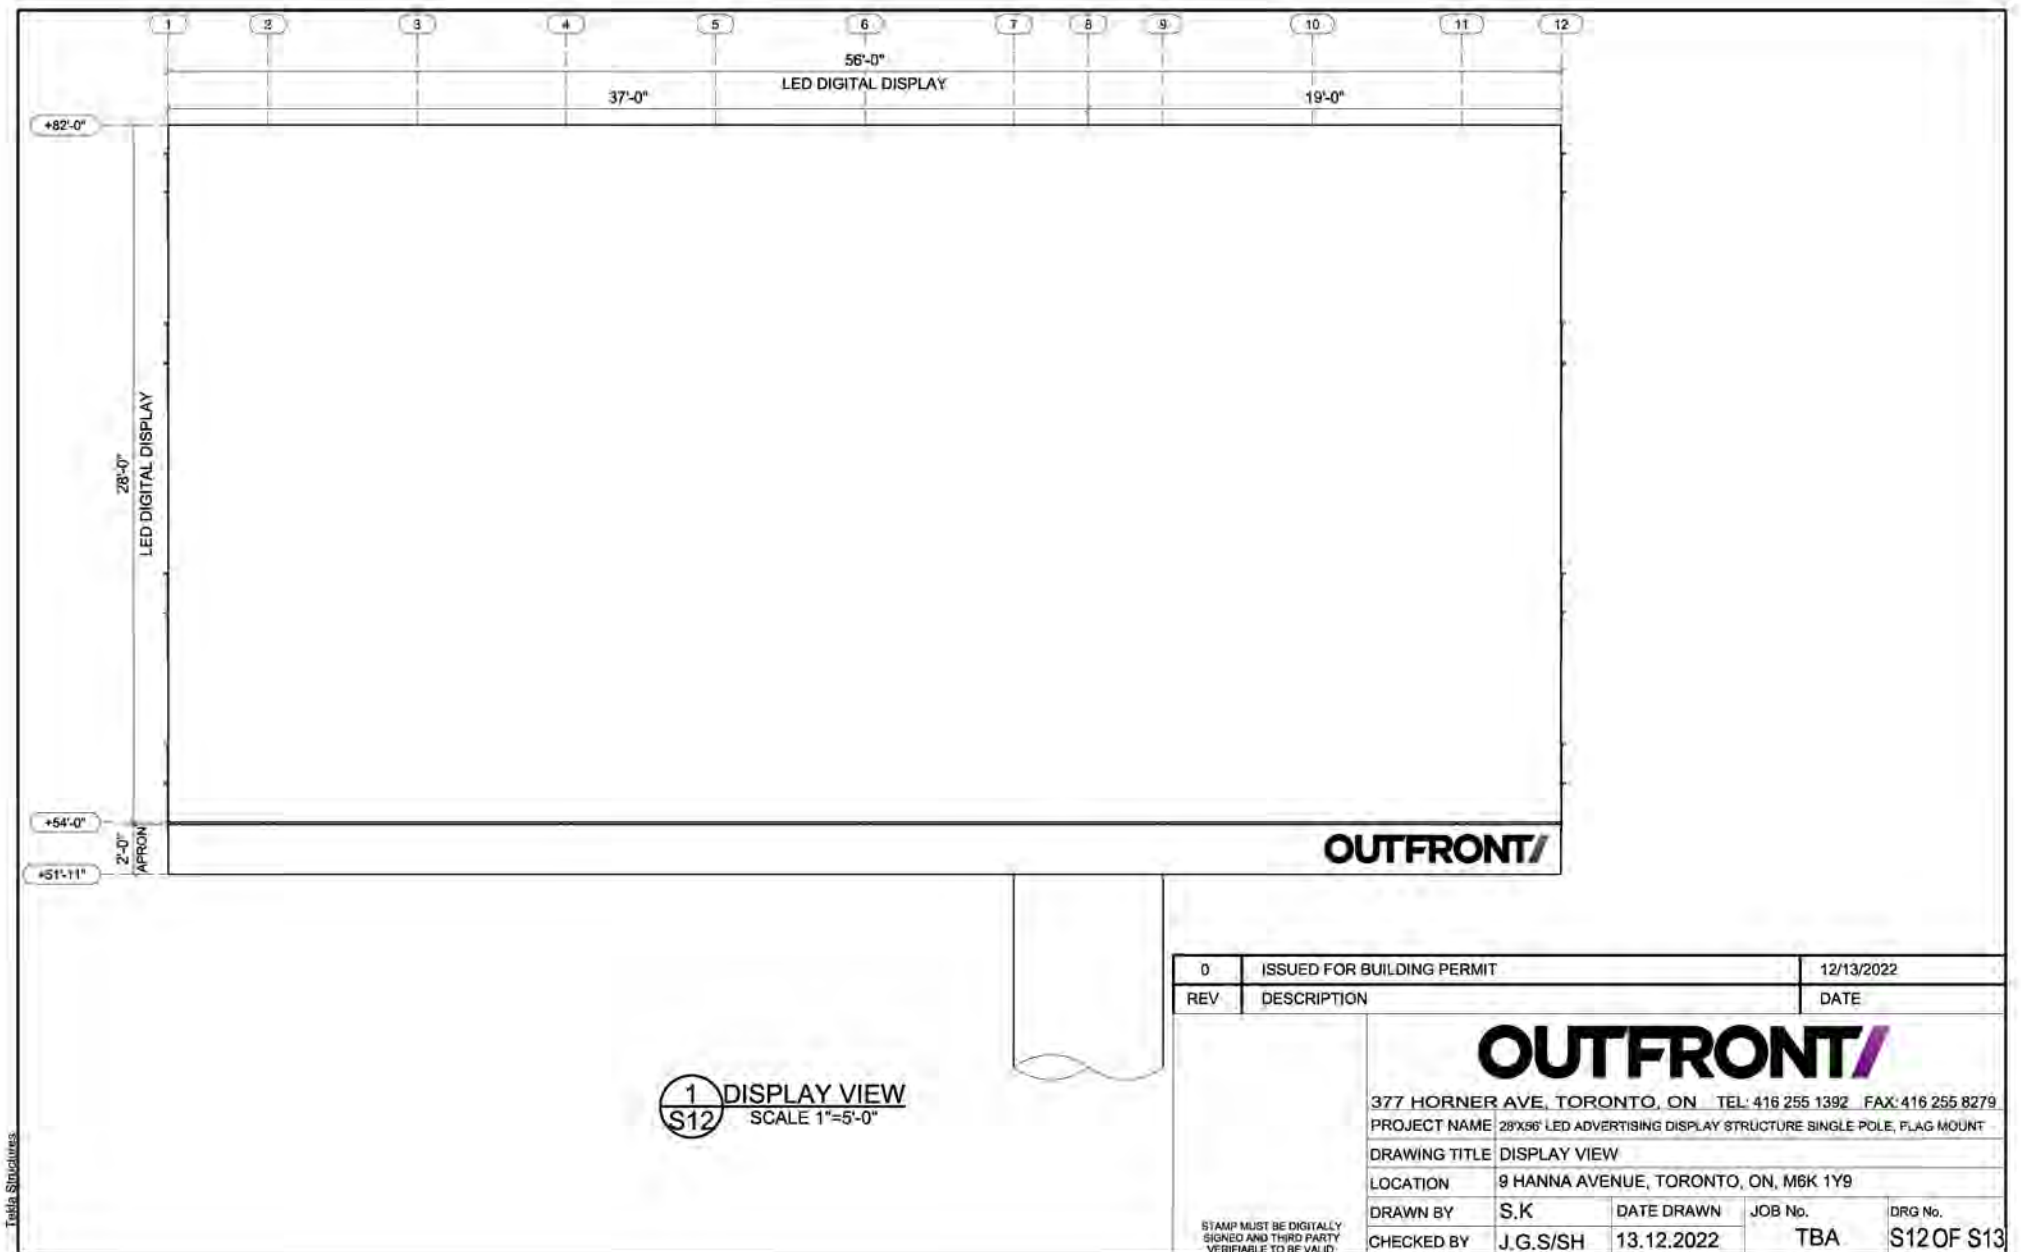 1 2 3 4 5 6 7 8 9 10 11 12
56'-0"
LED DIGITAL DISPLAY
37'-0" 19'-0"
+82'-0"
28'-0"
LED DIGITAL DISPLAY
+54'-0"
2'-0"
APRON
+51'-11"
OUTFRONT/
1
S12
DISPLAY VIEW
SCALE 1"=5'-0"
0 ISSUED FOR BUILDING PERMIT 12/13/2022
REV DESCRIPTION DATE
OUTFRONT/
377 HORNER AVE, TORONTO, ON TEL: 416 255 1392 FAX: 416 255 8279
PROJECT NAME 28'X56' LED ADVERTISING DISPLAY STRUCTURE SINGLE POLE, FLAG MOUNT
DRAWING TITLE DISPLAY VIEW
LOCATION 9 HANNA AVENUE, TORONTO, ON, M6K 1Y9
DRAWN BY S.K DATE DRAWN JOB No. DRG No.
CHECKED BY J.G.S/SH 13.12.2022 TBA S12 OF S13
STAMP MUST BE DIGITALLY
SIGNED AND THIRD PARTY
VERIFIABLE TO BE VALID
Tekla Structures